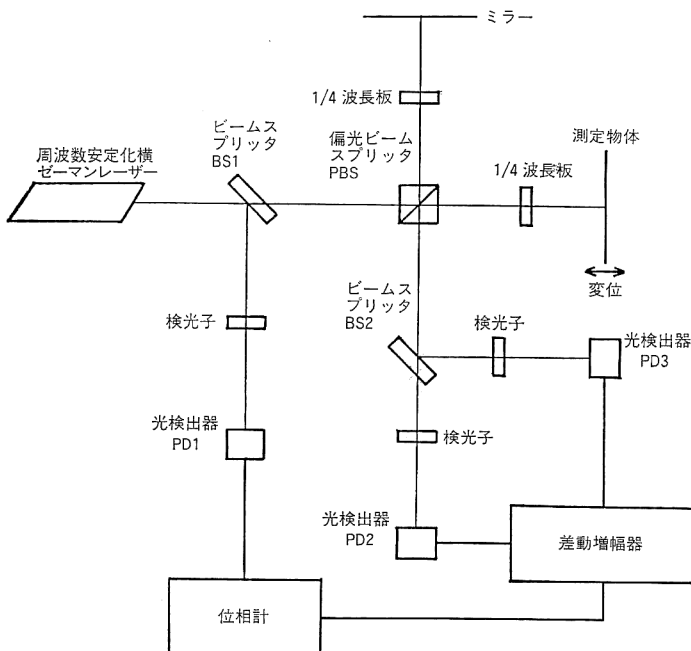 ミラー
1/4 波長板
ビームス
プリッタ
BS1
偏光ビーム
スプリッタ
PBS
測定物体
周波数安定化横
ゼーマンレーザー
1/4 波長板
変位
ビームス
プリッタ
BS2
検光子
検光子
光検出器
PD3
光検出器
PD1
検光子
光検出器
PD2
差動増幅器
位相計